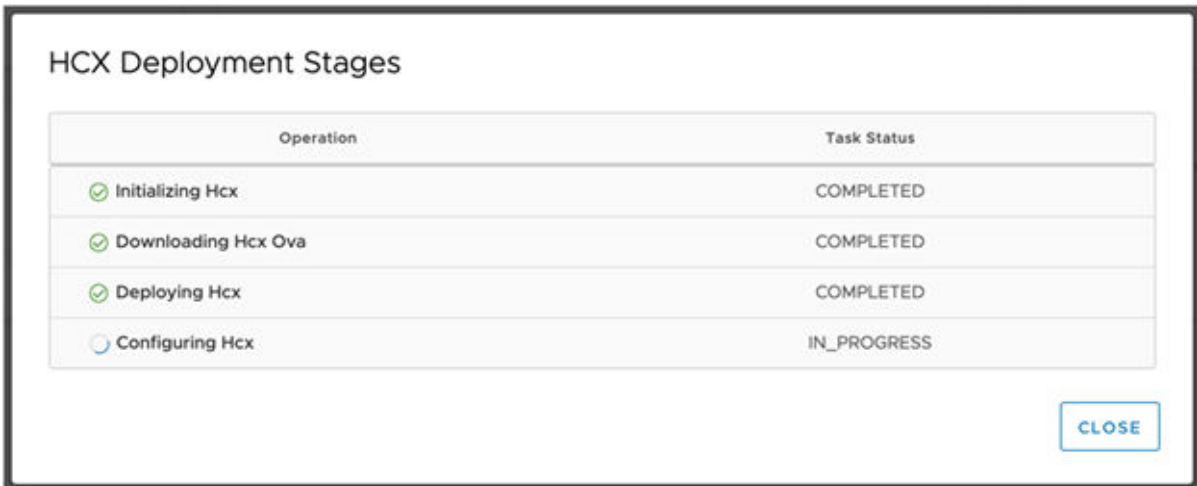 HCX Deployment Stages
Operation Task Status
Initializing Hcx COMPLETED
Downloading Hcx Ova COMPLETED
Deploying Hcx COMPLETED
Configuring Hcx IN_PROGRESS
CLOSE